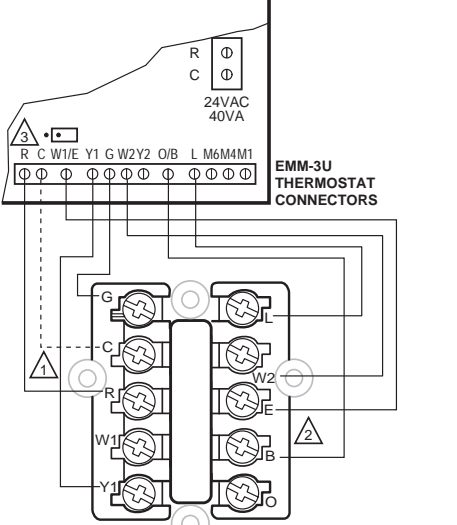 R
C
24VAC
40VA
3
R C W1/E Y1 G W2 Y2 O/B L M6 M4 M1
EMM-3U
THERMOSTAT
CONNECTORS
G
L
C
1
W2
R
E
2
W1
B
Y1
O